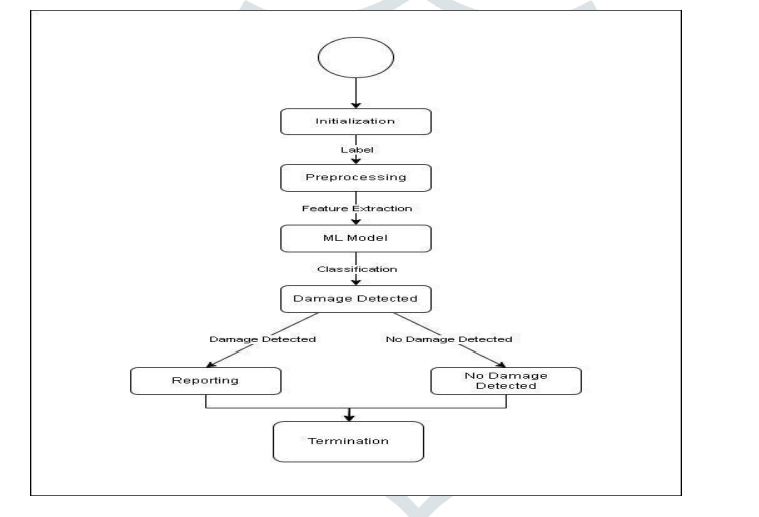 Initialization
Label
Preprocessing
Feature Extraction
ML Model
Classification
Damage Detected
Damage Detected
No Damage Detected
Reporting
No Damage
Detected
Termination